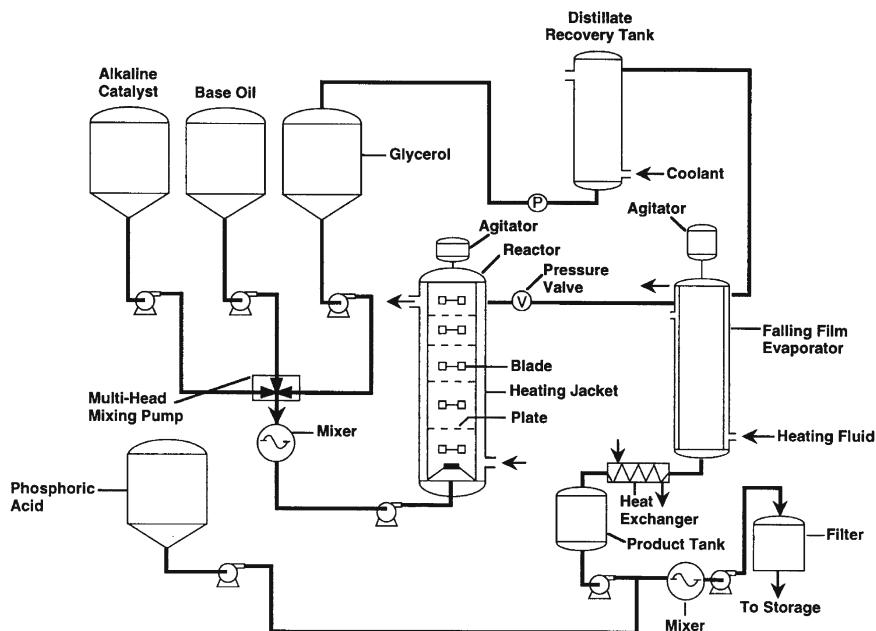 Distillate
Recovery Tank
Alkaline
Catalyst
Base Oil
Glycerol
Coolant
P
Agitator
Agitator
Reactor
Pressure
Valve
V
Falling Film
Evaporator
Blade
Heating Jacket
Multi-Head
Mixing Pump
Plate
Mixer
Heating Fluid
Phosphoric
Acid
Heat
Exchanger
Product Tank
Filter
To Storage
Mixer